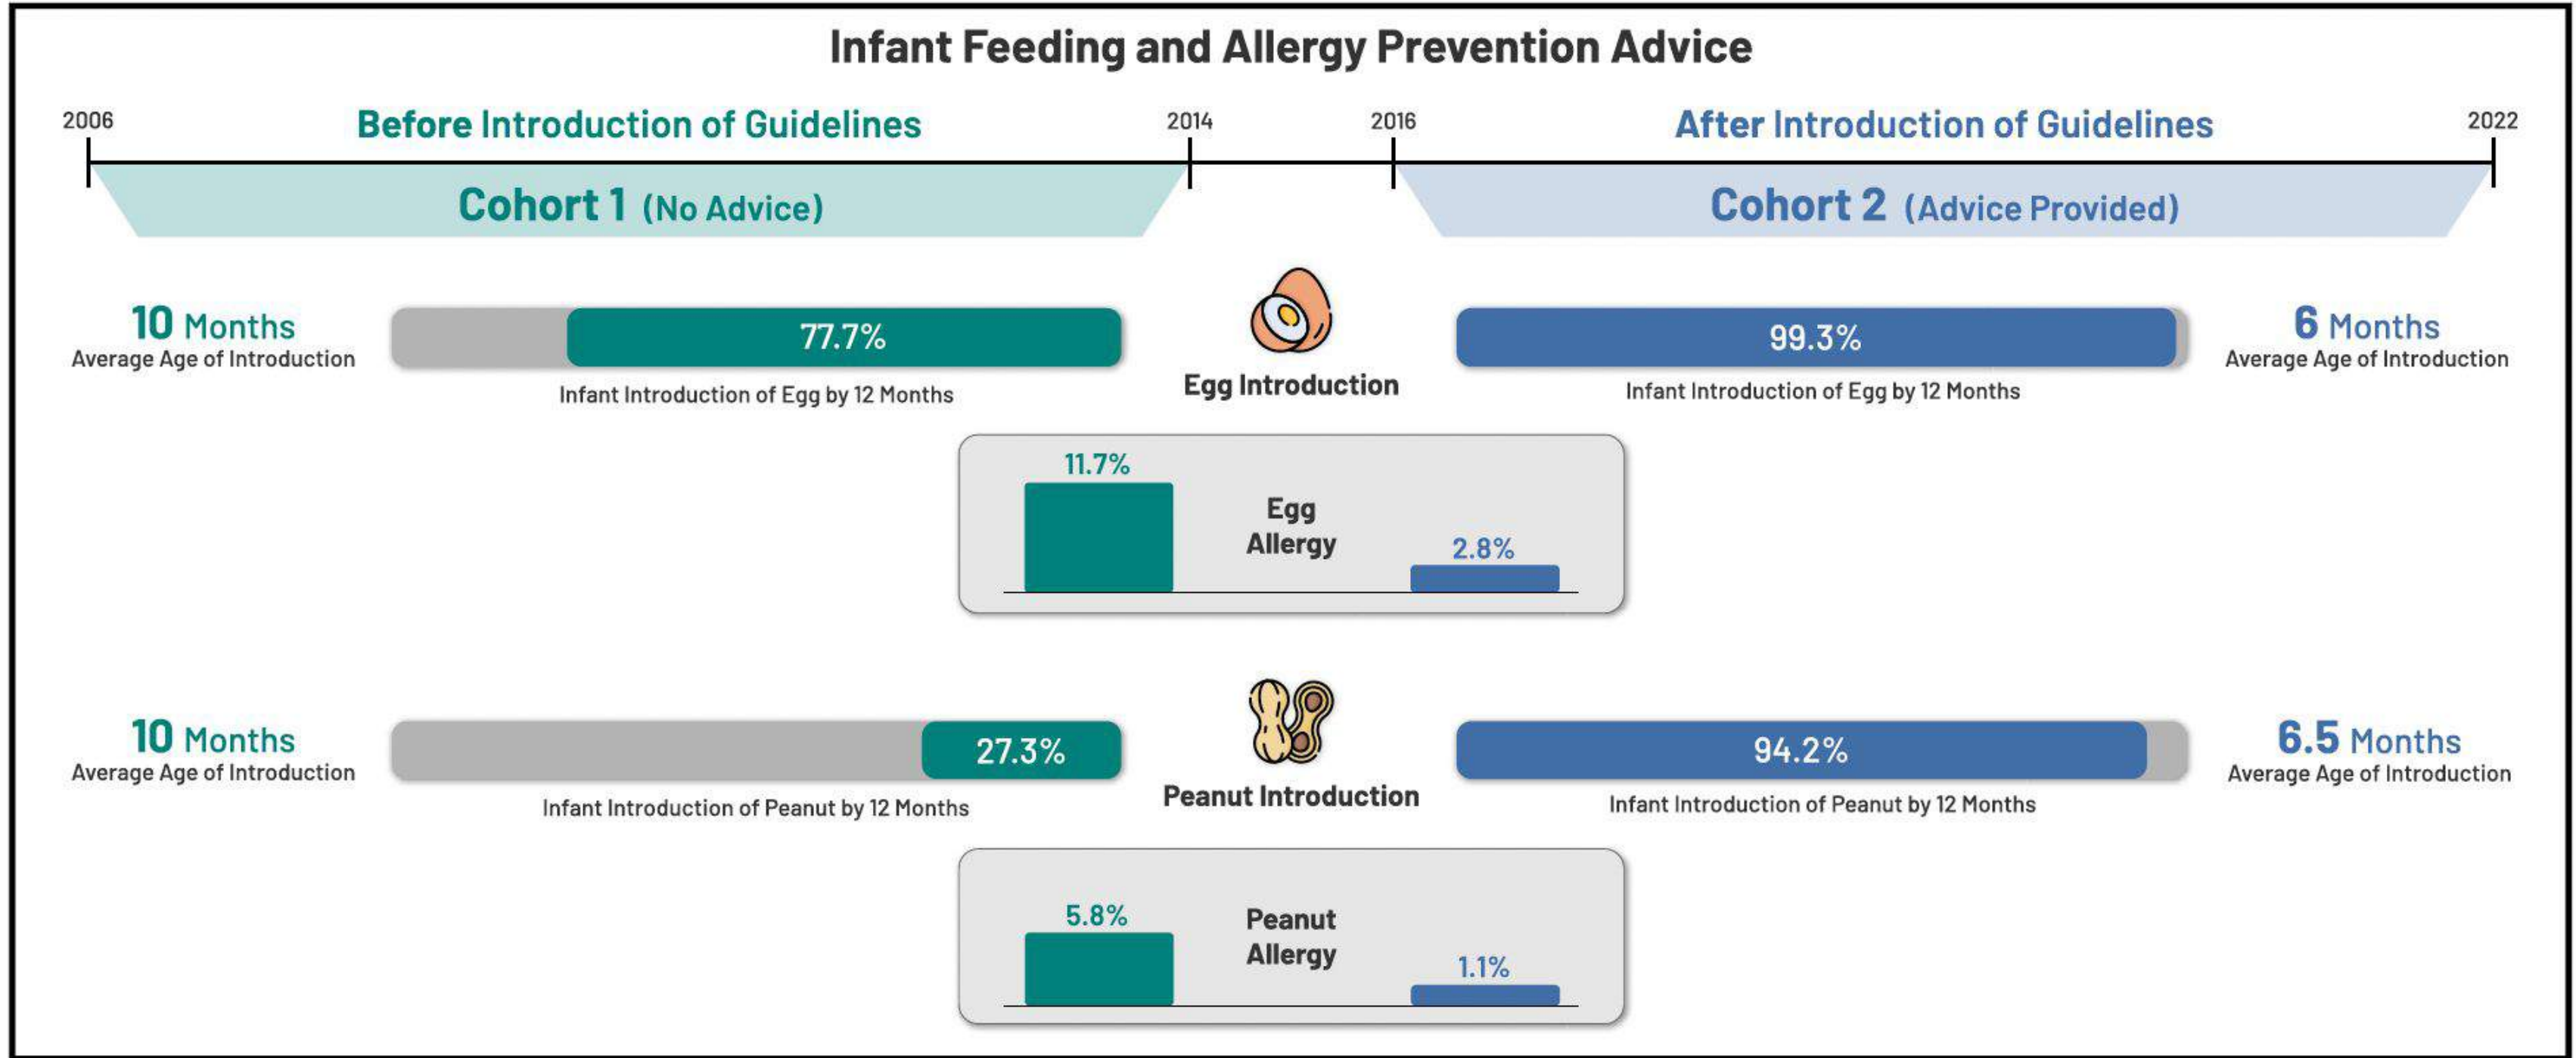 Infant Feeding and Allergy Prevention Advice
2006
Before Introduction of Guidelines
2014
2016
After Introduction of Guidelines
2022
Cohort 1 (No Advice)
Cohort 2 (Advice Provided)
10 Months
Average Age of Introduction
77.7%
Infant Introduction of Egg by 12 Months
Egg Introduction
99.3%
Infant Introduction of Egg by 12 Months
6 Months
Average Age of Introduction
11.7%
Egg
Allergy
2.8%
10 Months
Average Age of Introduction
27.3%
Infant Introduction of Peanut by 12 Months
Peanut Introduction
94.2%
Infant Introduction of Peanut by 12 Months
6.5 Months
Average Age of Introduction
5.8%
Peanut
Allergy
1.1%